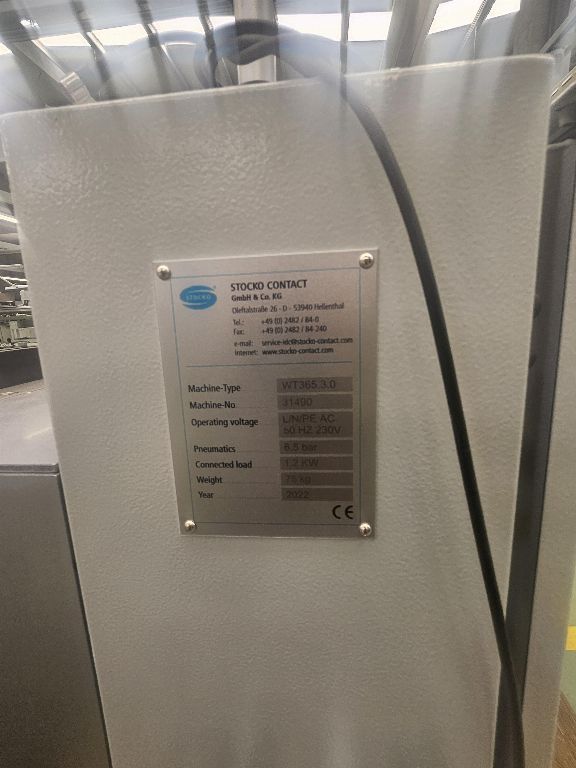 STOCKO
STOCKO CONTACT
GmbH & Co. KG
Oleftalstraße 26 - D - 53940 Hellenthal
Tel.: +49 (0) 2482 / 84-0
Fax: +49 (0) 2482 / 84-240
e-mail: service-idc@stocko-contact.com
Internet: www.stocko-contact.com
Machine-Type WT365.3.0
Machine-No. 31490
Operating voltage L/N/PE AC
50 HZ 230V
Pneumatics 6,5 bar
Connected load 1,2 KW
Weight 75 kg
Year 2022
CE